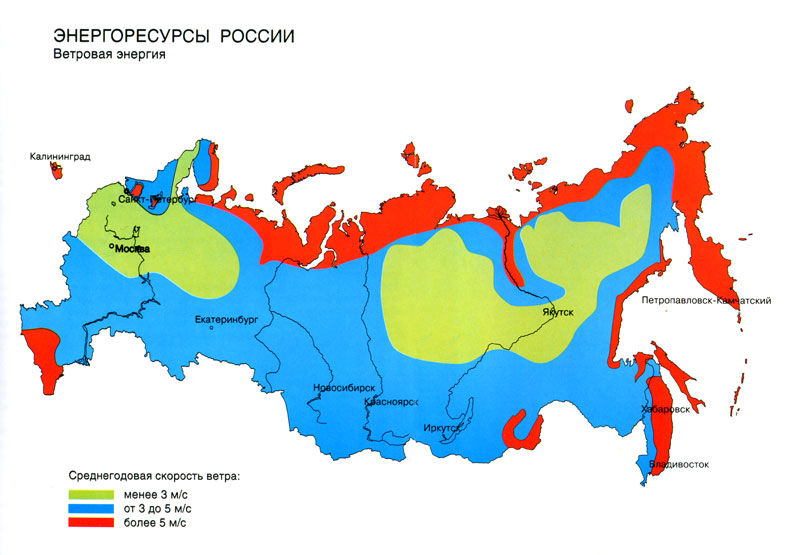 ЭНЕРГОРЕСУРСЫ РОССИИ
Ветровая энергия
Калининград
Санкт-Петербург
Москва
Петропавловск-Камчатский
Якутск
Екатеринбург
Новосибирск
Красноярск
Хабаровск
Иркутск
Владивосток
Среднегодовая скорость ветра:
менее 3 м/с
от 3 до 5 м/с
более 5 м/с